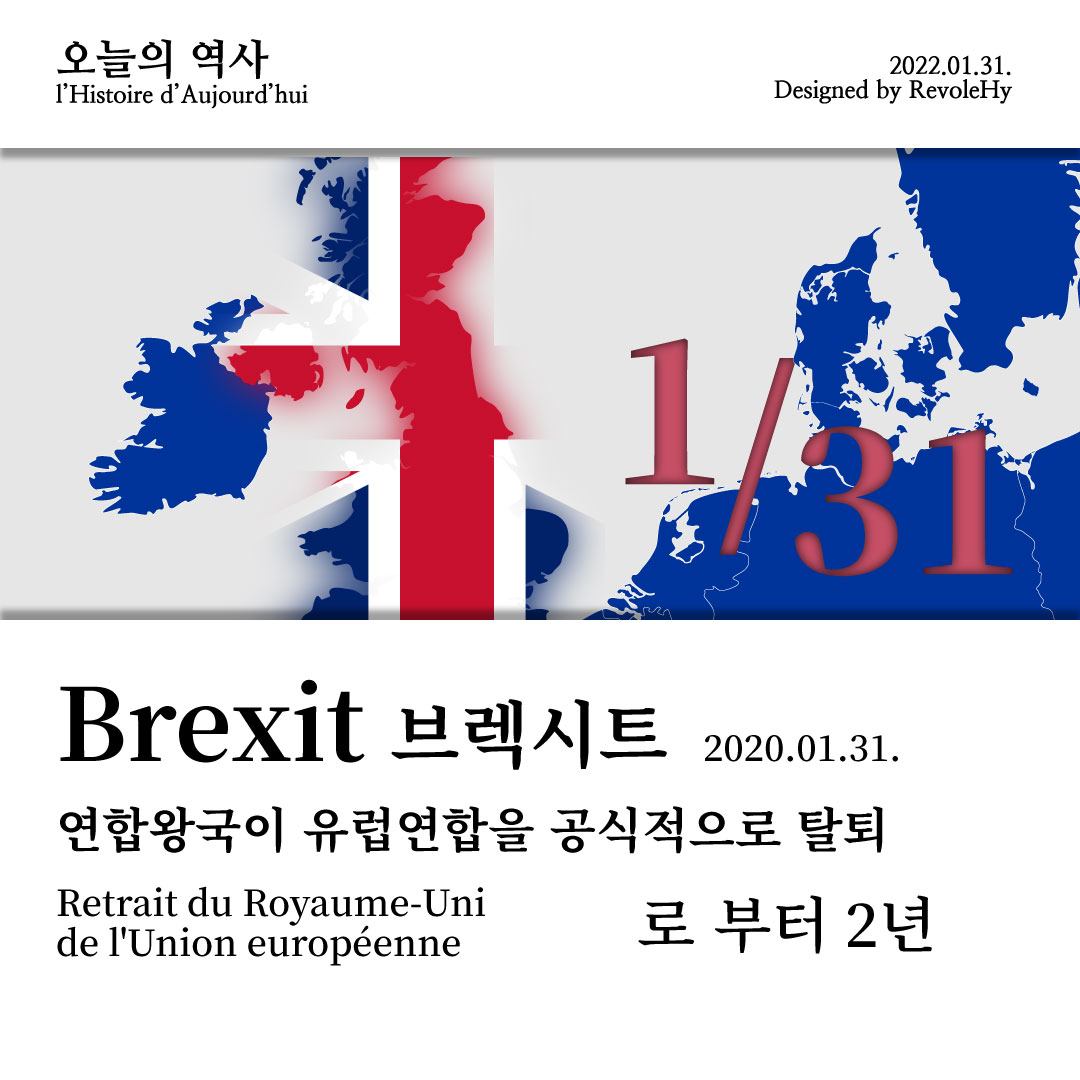 오늘의 역사
l’Histoire d’Aujourd’hui
2022.01.31.
Designed by RevoleHy
1/31
Brexit 브렉시트 2020.01.31.
연합왕국이 유럽연합을 공식적으로 탈퇴
Retrait du Royaume-Uni
de l'Union européenne
로 부터 2년